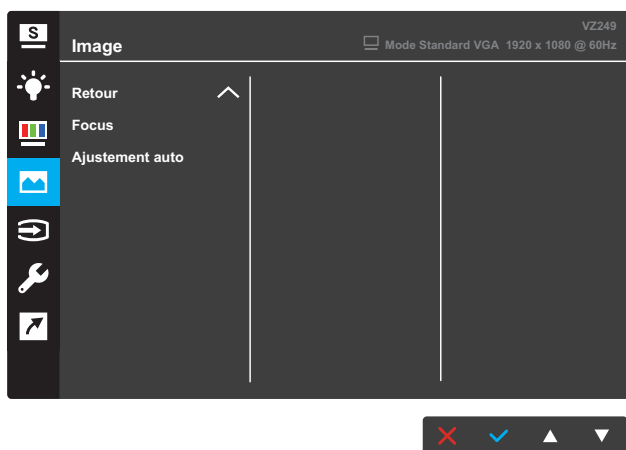 S
VZ249
Image
Mode Standard VGA 1920 x 1080 @ 60Hz
Retour
Focus
Ajustement auto